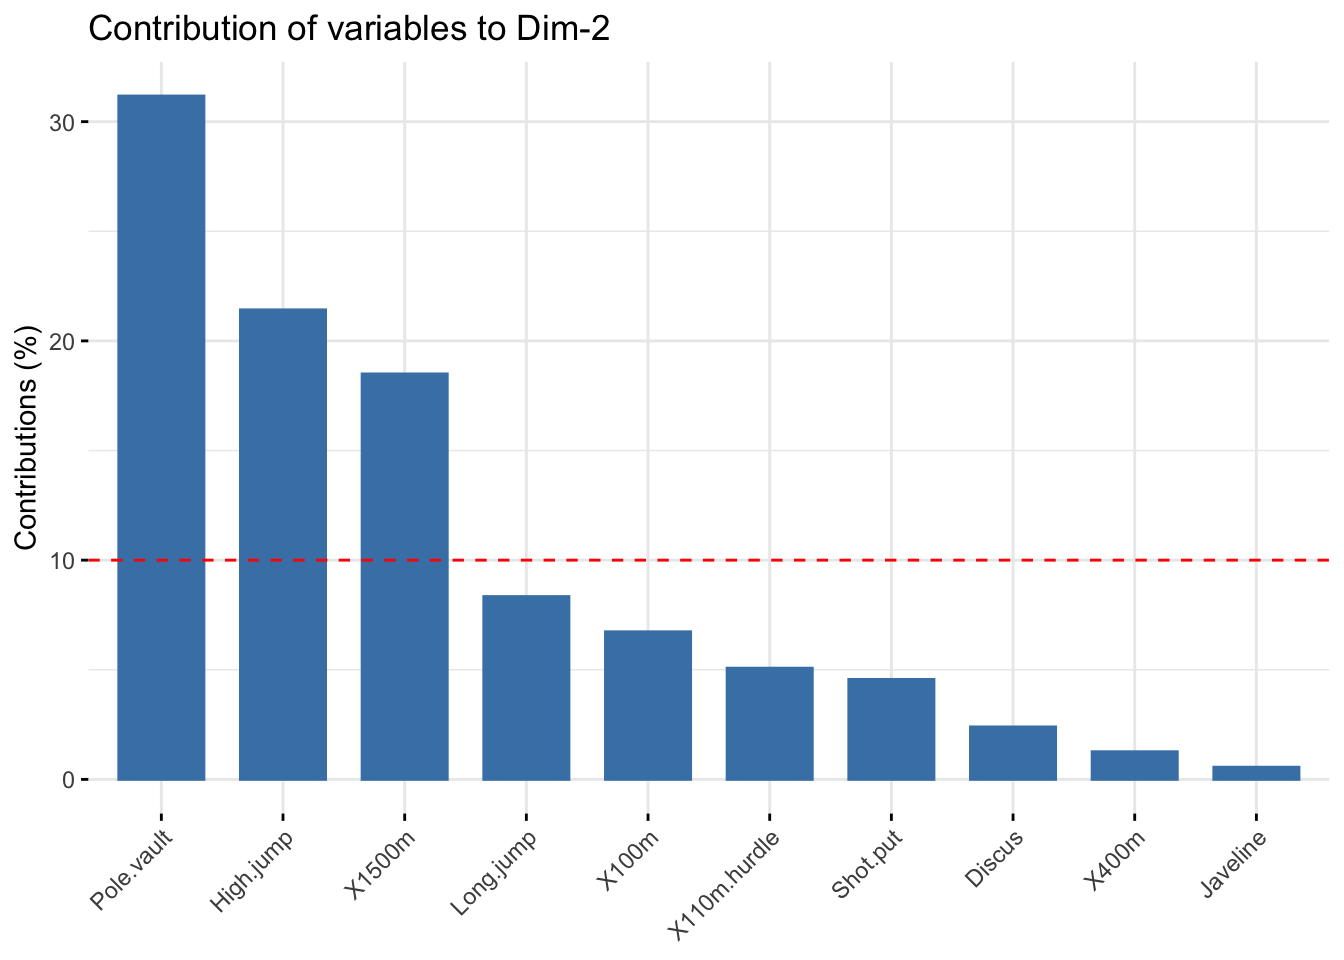 Contribution of variables to Dim-2
Contributions (%)
30
20
10
0
Pole.vault
High.jump
X1500m
Long.jump
X100m
X110m.hurdle
Shot.put
Discus
X400m
Javeline